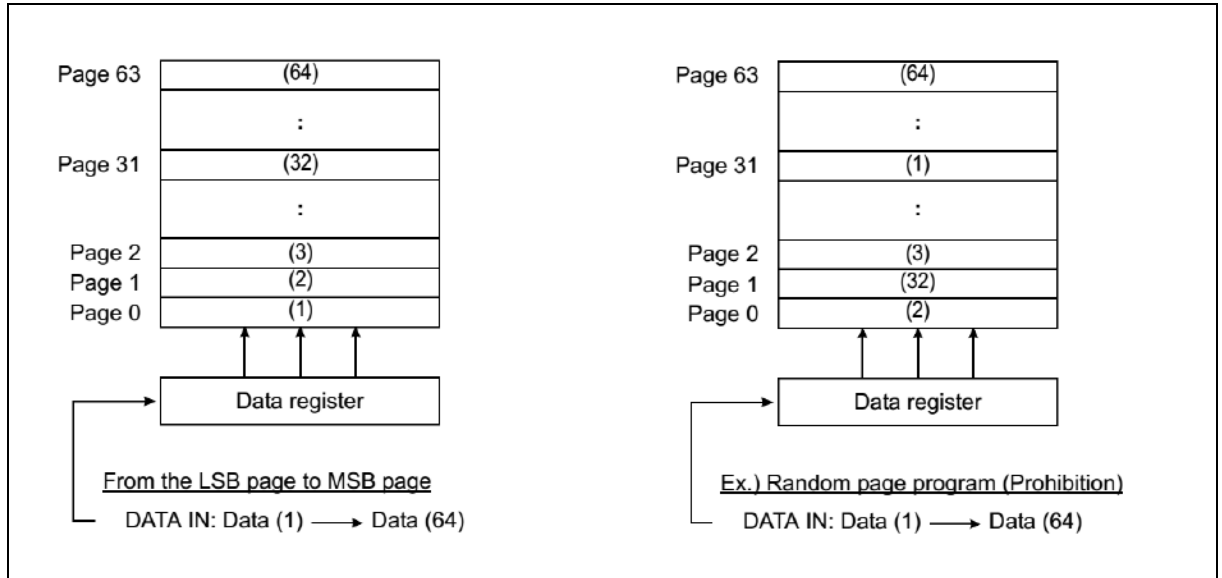 Page 63 (64)
:
Page 31 (32)
:
Page 2 (3)
Page 1 (2)
Page 0 (1)
Data register
From the LSB page to MSB page
DATA IN: Data (1) Data (64)
Page 63 (64)
:
Page 31 (1)
:
Page 2 (3)
Page 1 (32)
Page 0 (2)
Data register
Ex.) Random page program (Prohibition)
DATA IN: Data (1) Data (64)